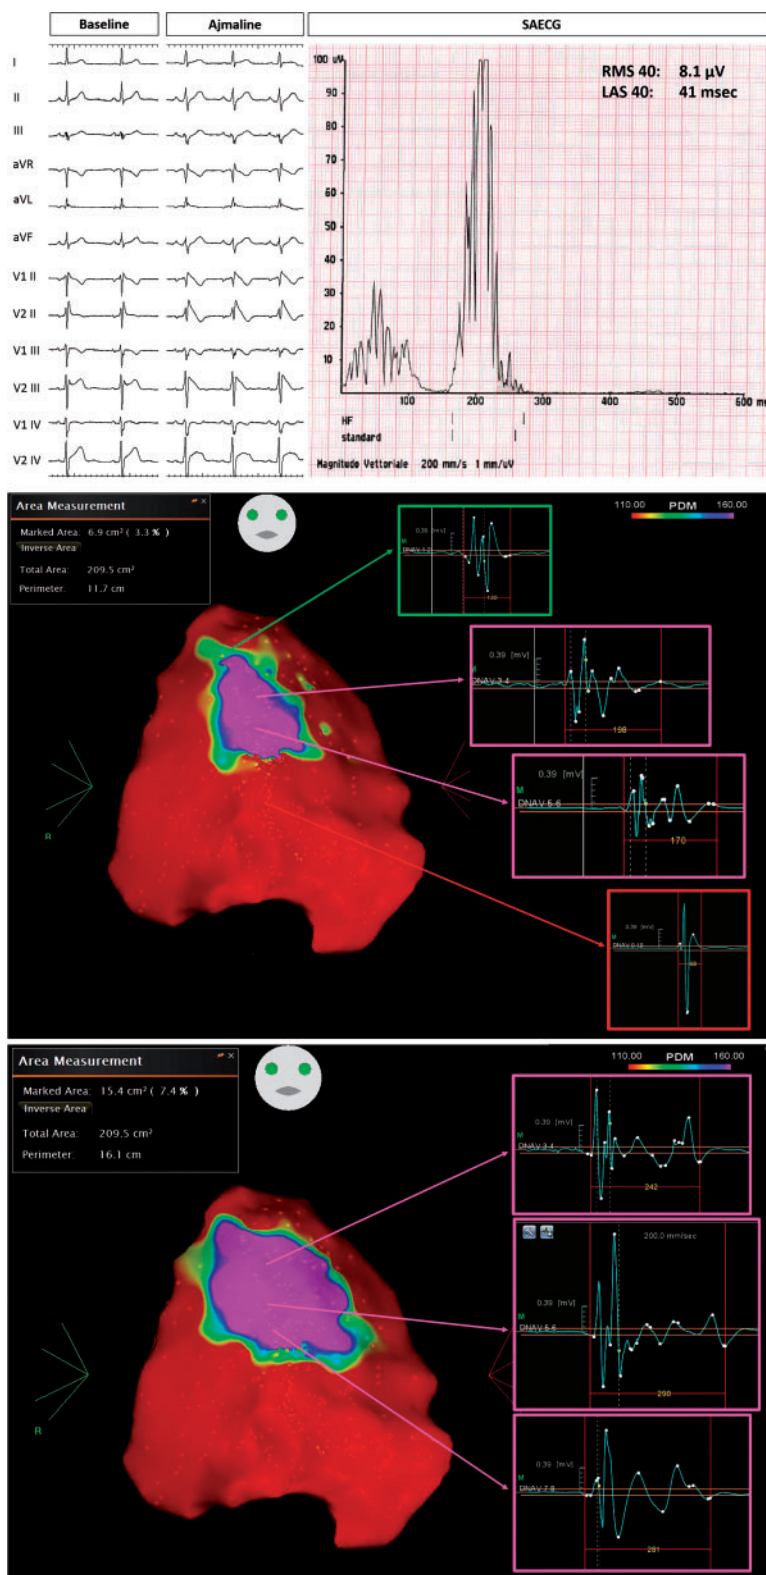 Baseline
Ajmaline
SAECG
I
II
III
aVR
aVL
aVF
V1 II
V2 II
V1 III
V2 III
V1 IV
V2 IV
100 uV
90
80
70
60
50
40
30
20
10
RMS 40: 8.1 µV
LAS 40: 41 msec
100 200 300 400 500 600 ms
HF
standard
Magnitudo Vettoriale 200 mm/s 1 mm/uV
Area Measurement
Marked Area: 6.9 cm² ( 3.3 % )
Inverse Area
Total Area: 209.5 cm²
Perimeter: 11.7 cm
110.00 PDM 160.00
R
M
0.39 [mV]
DNAV 3-4
198
0.39 [mV]
M
DNAV 5-6
170
M
Area Measurement
Marked Area: 15.4 cm² ( 7.4 % )
Inverse Area
Total Area: 209.5 cm²
Perimeter: 16.1 cm
110.00 PDM 160.00
R
0.39 [mV]
M
DNAV 3-4
242
200.0 mm/sec
0.39 [mV]
M
DNAV 5-6
290
0.39 [mV]
M
DNAV 7-8
281